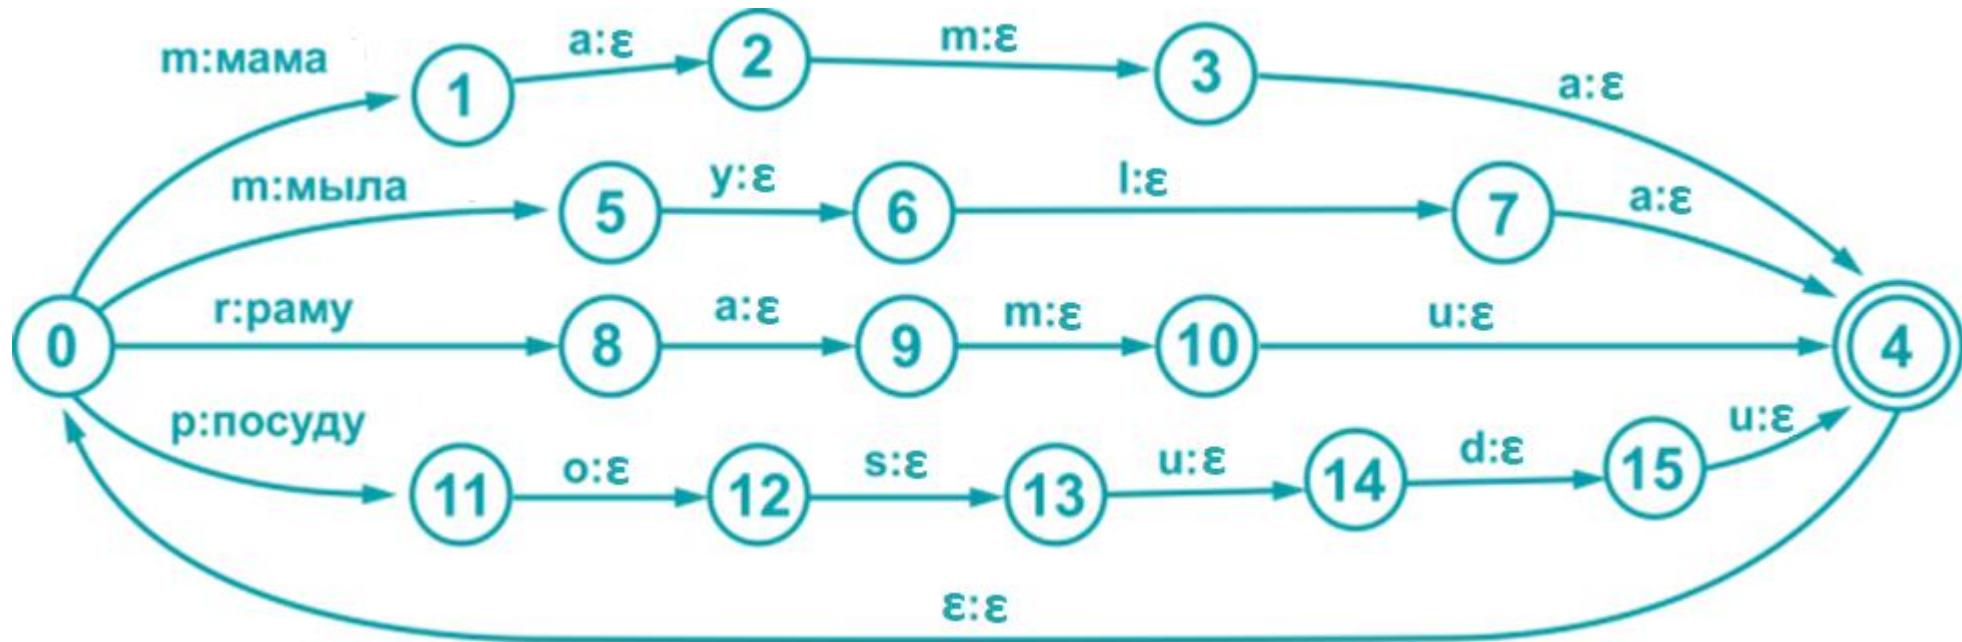 m:мама
1
a:ε
2
m:ε
3
a:ε
m:мыла
5
y:ε
6
l:ε
7
a:ε
0
r:раму
8
a:ε
9
m:ε
10
u:ε
4
p:посуду
11
o:ε
12
s:ε
13
u:ε
14
d:ε
15
u:ε
ε:ε